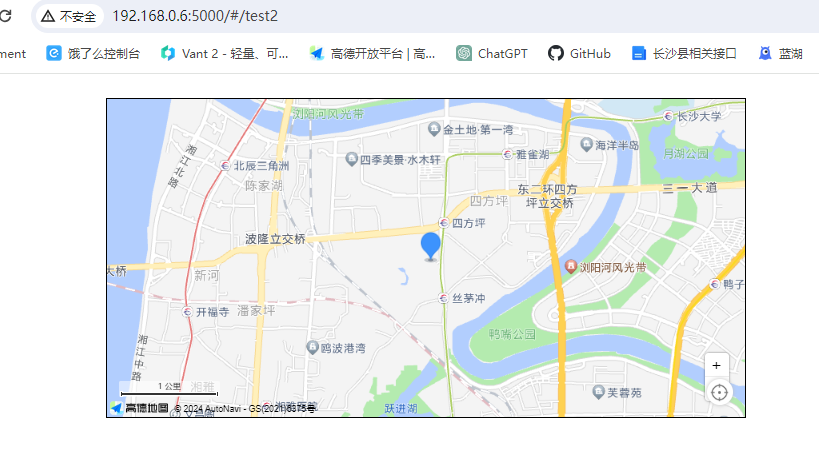 不安全 192.168.0.6:5000/#/test2
ment 饿了么控制台 Vant 2 - 轻量、可... 高德开放平台 | 高... ChatGPT GitHub 长沙县相关接口 蓝湖
浏阳河风光带
长沙大学
金土地·第一湾
湘江北路
海洋半岛
四季美景·水木轩
雅雀湖
月湖公园
北辰三角洲
陈家湖
东二环四方
坪立交桥
三一大道
四方坪
四方坪
波隆立交桥
大桥
新河
浏阳河风光带
鸭子
丝茅冲
开福寺
潘家坪
鸭嘴公园
湘江中路
鸥波港湾
+
1 公里
湘雅
芙蓉苑
跃进湖
高德地图 © 2024 AutoNavi - GS(2021)6375号